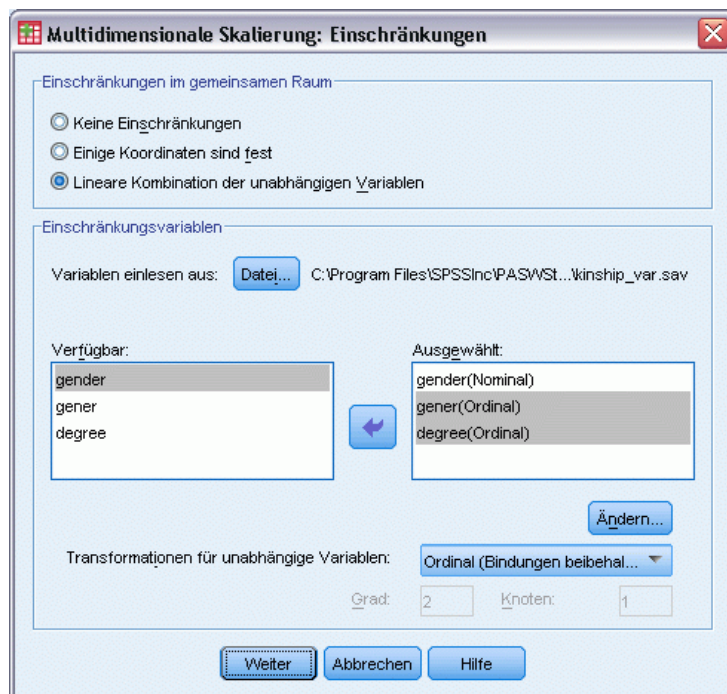 Multidimensionale Skalierung: Einschränkungen
Einschränkungen im gemeinsamen Raum
Keine Einschränkungen
Einige Koordinaten sind fest
Lineare Kombination der unabhängigen Variablen
Einschränkungsvariablen
Variablen einlesen aus: Datei... C:\Program Files\SPSSInc\PASWSt...\kinship_var.sav
Verfügbar: Ausgewählt:
gender gender(Nominal)
gener gener(Ordinal)
degree degree(Ordinal)
Ändern...
Transformationen für unabhängige Variablen: Ordinal (Bindungen beibehal...
Grad: 2 Knoten: 1
Weiter Abbrechen Hilfe